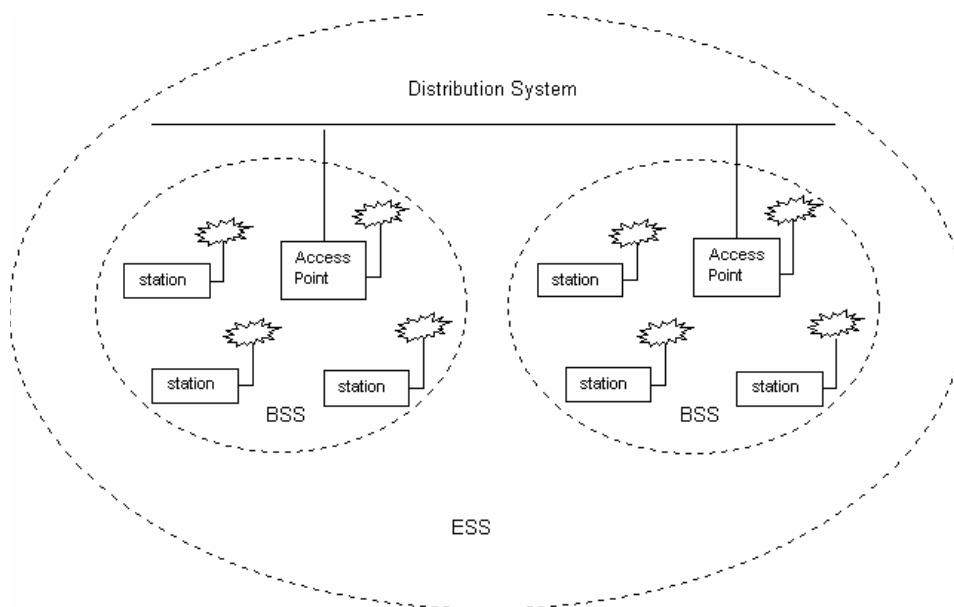 Distribution System
Access
Point
station
station
station
BSS
Access
Point
station
station
station
BSS
ESS